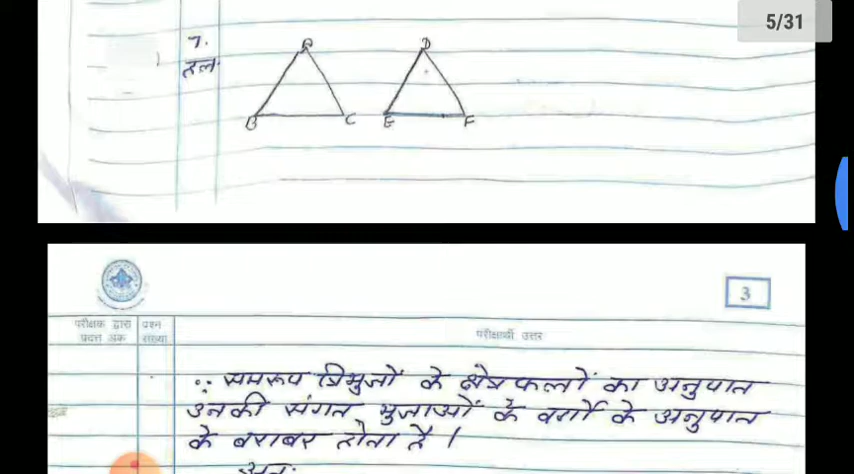 5/31
7.
हल.
A D
B C E F
3
परीक्षक द्वारा प्रश्न
प्रदत्त अंक संख्या
परीक्षार्थी उत्तर
∵ समरूप त्रिभुजों के क्षेत्रफलों का अनुपात
उनकी संगत भुजाओं के वर्गों के अनुपात
के बराबर होता है।
अतः